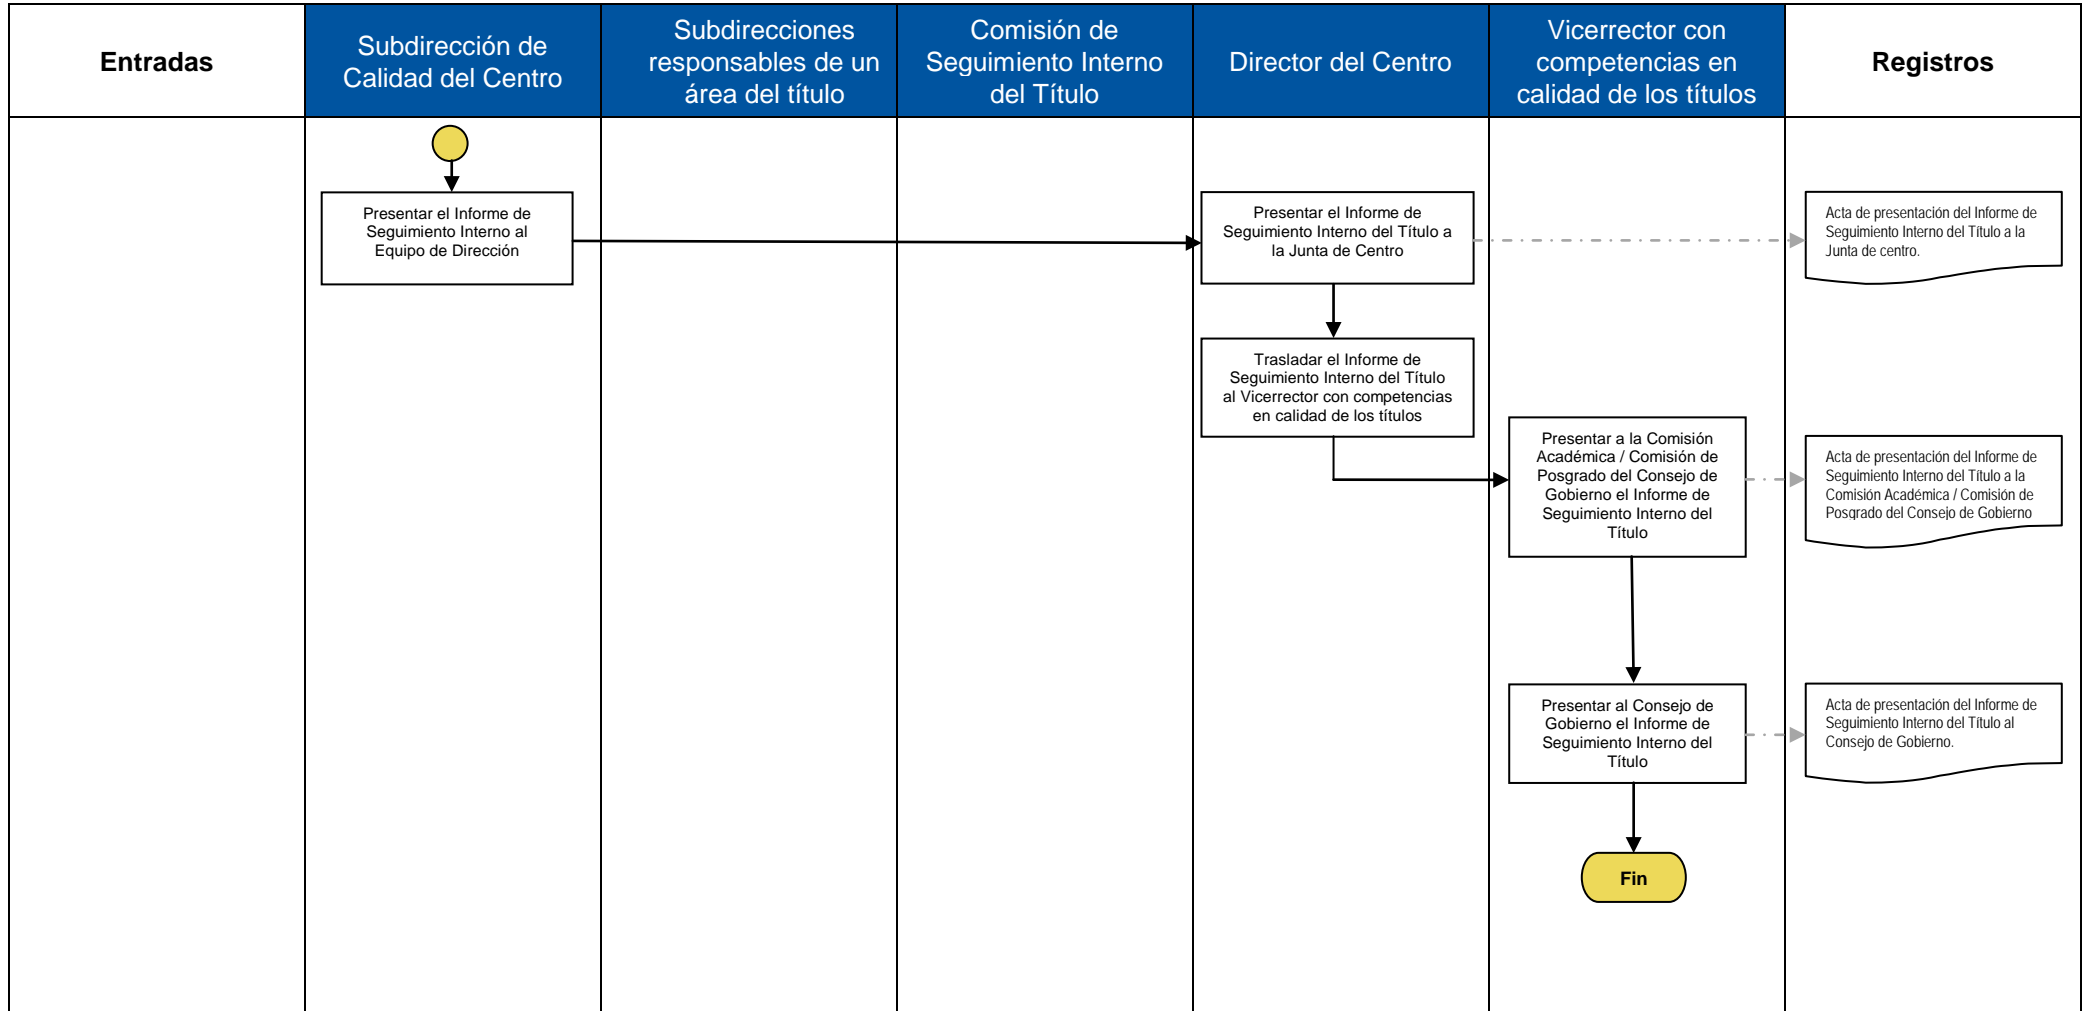 Entradas
Subdirección de
Calidad del Centro
Subdirecciones
responsables de un
área del título
Comisión de
Seguimiento Interno
del Título
Director del Centro
Vicerrector con
competencias en
calidad de los títulos
Registros
Presentar el Informe de
Seguimiento Interno al
Equipo de Dirección
Presentar el Informe de
Seguimiento Interno del Título a
la Junta de Centro
Acta de presentación del Informe de
Seguimiento Interno del Título a la
Junta de centro.
Trasladar el Informe de
Seguimiento Interno del Título
al Vicerrector con competencias
en calidad de los títulos
Presentar a la Comisión
Académica / Comisión de
Posgrado del Consejo de
Gobierno el Informe de
Seguimiento Interno del
Título
Acta de presentación del Informe de
Seguimiento Interno del Título a la
Comisión Académica / Comisión de
Posgrado del Consejo de Gobierno
Presentar al Consejo de
Gobierno el Informe de
Seguimiento Interno del
Título
Acta de presentación del Informe de
Seguimiento Interno del Título al
Consejo de Gobierno.
Fin